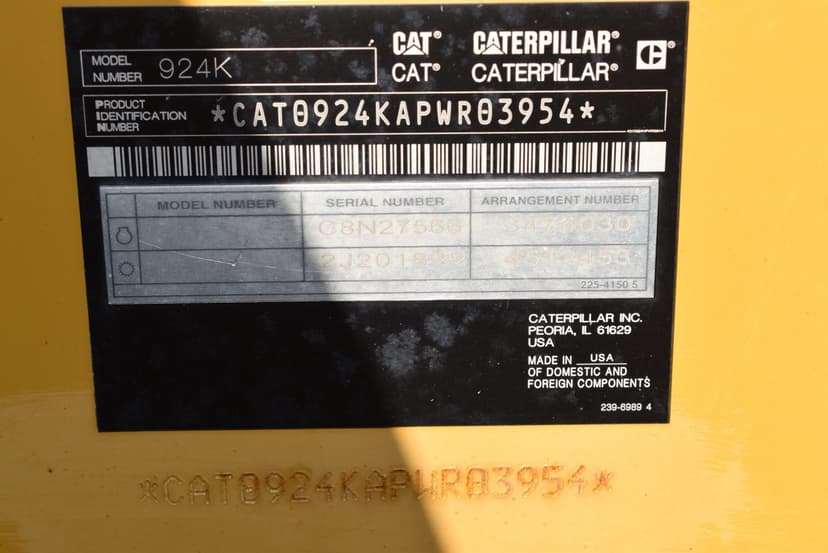 CAT® CATERPILLAR®
MODEL NUMBER 924K
CAT® CATERPILLAR®
PRODUCT IDENTIFICATION NUMBER *CAT0924KAPWR03954*
MODEL NUMBER SERIAL NUMBER ARRANGEMENT NUMBER
225-4150 5
CATERPILLAR INC.
PEORIA, IL 61629
USA
MADE IN USA
OF DOMESTIC AND
FOREIGN COMPONENTS
239-6989 4
*CAT0924KAPWR03954*